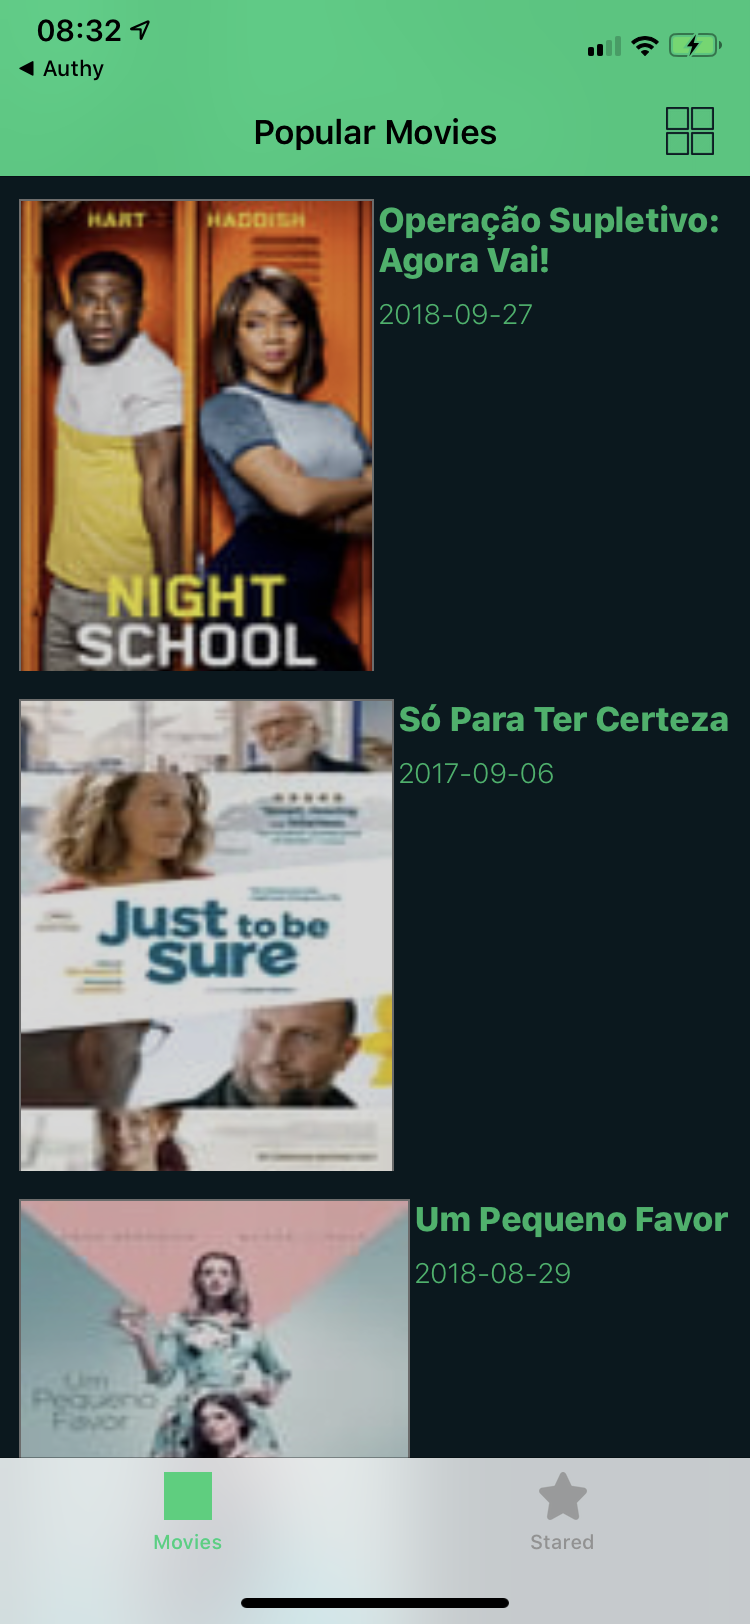 08:32
◀ Authy
Popular Movies
HART HADDISH
Operação Supletivo:
Agora Vai!
2018-09-27
NIGHT
SCHOOL
Só Para Ter Certeza
2017-09-06
Just to be
sure
Um Pequeno Favor
2018-08-29
Um
Pequeno
Favor
Movies
Stared